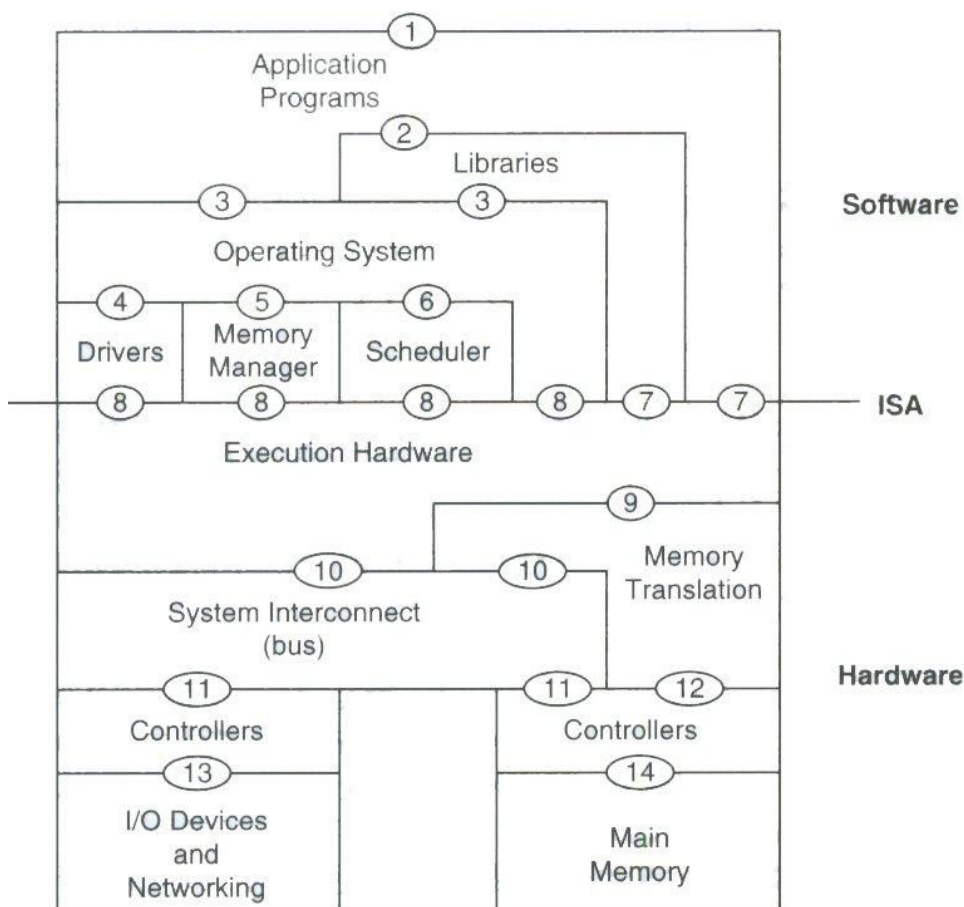 1
Application
Programs
2
Libraries
3 3
Software
Operating System
4 5 6
Drivers
Memory
Manager
Scheduler
8 8 8 8 7 7
ISA
Execution Hardware
9
Memory
Translation
10 10
System Interconnect
(bus)
Hardware
11 11 12
Controllers Controllers
13 14
I/O Devices
and
Networking
Main
Memory